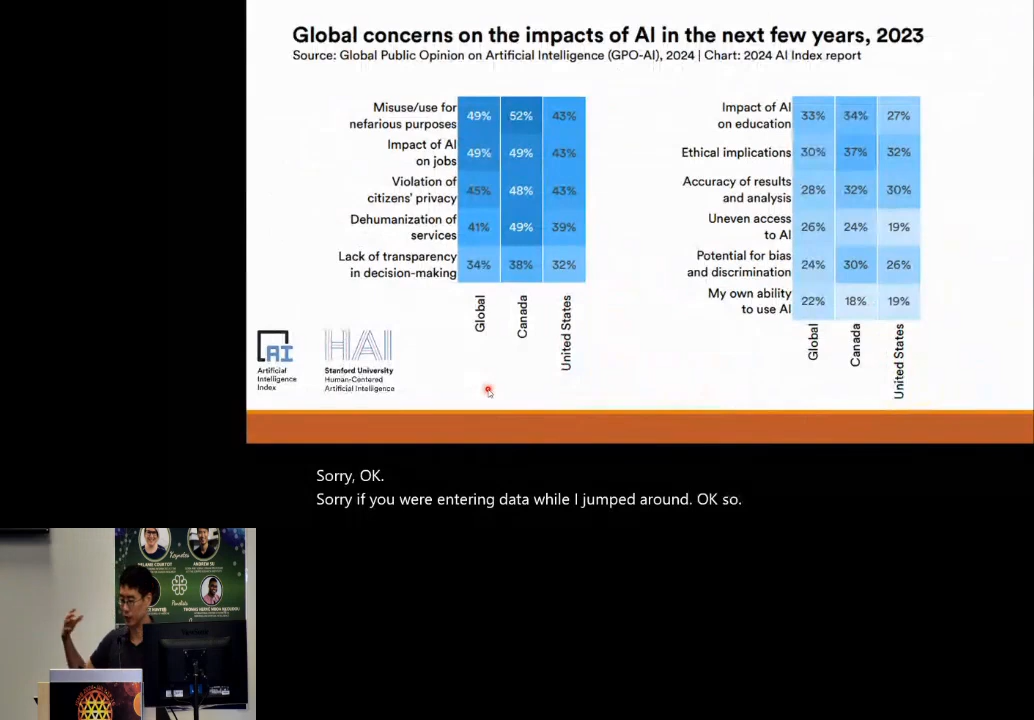 Global concerns on the impacts of AI in the next few years, 2023
Source: Global Public Opinion on Artificial Intelligence (GPO-AI), 2024 | Chart: 2024 AI Index report
Misuse/use for
nefarious purposes
49% 52% 43%
Impact of AI
on jobs
49% 49% 43%
Violation of
citizens' privacy
45% 48% 43%
Dehumanization of
services
41% 49% 39%
Lack of transparency
in decision-making
34% 38% 32%
Global
Canada
United States
Impact of AI
on education
33% 34% 27%
Ethical implications
30% 37% 32%
Accuracy of results
and analysis
28% 32% 30%
Uneven access
to AI
26% 24% 19%
Potential for bias
and discrimination
24% 30% 26%
My own ability
to use AI
22% 18% 19%
Global
Canada
United States
AI
Artificial
Intelligence
Index
HAI
Stanford University
Human-Centered
Artificial Intelligence
Sorry, OK.
Sorry if you were entering data while I jumped around. OK so.
Keynotes
ANDREW SU
Panelists